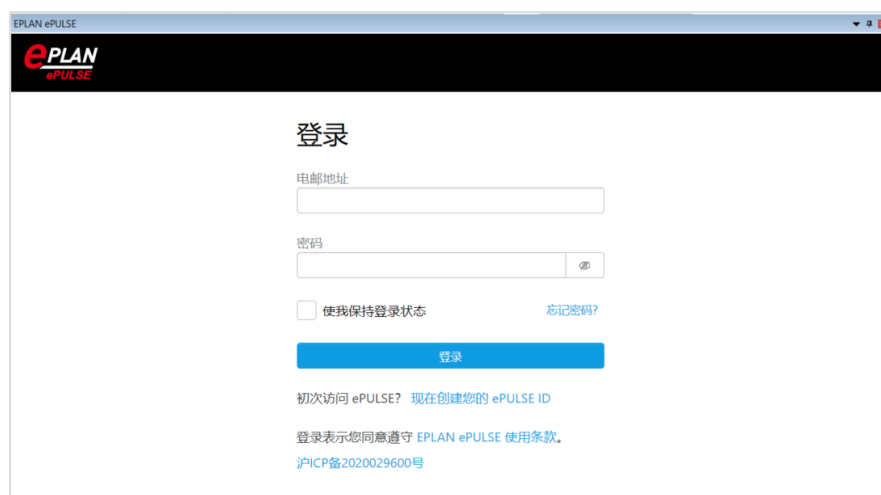 EPLAN ePULSE
ePLAN
ePULSE
登录
电邮地址
密码
使我保持登录状态 忘记密码?
登录
初次访问 ePULSE? 现在创建您的 ePULSE ID
登录表示您同意遵守 EPLAN ePULSE 使用条款。
沪ICP备2020029600号